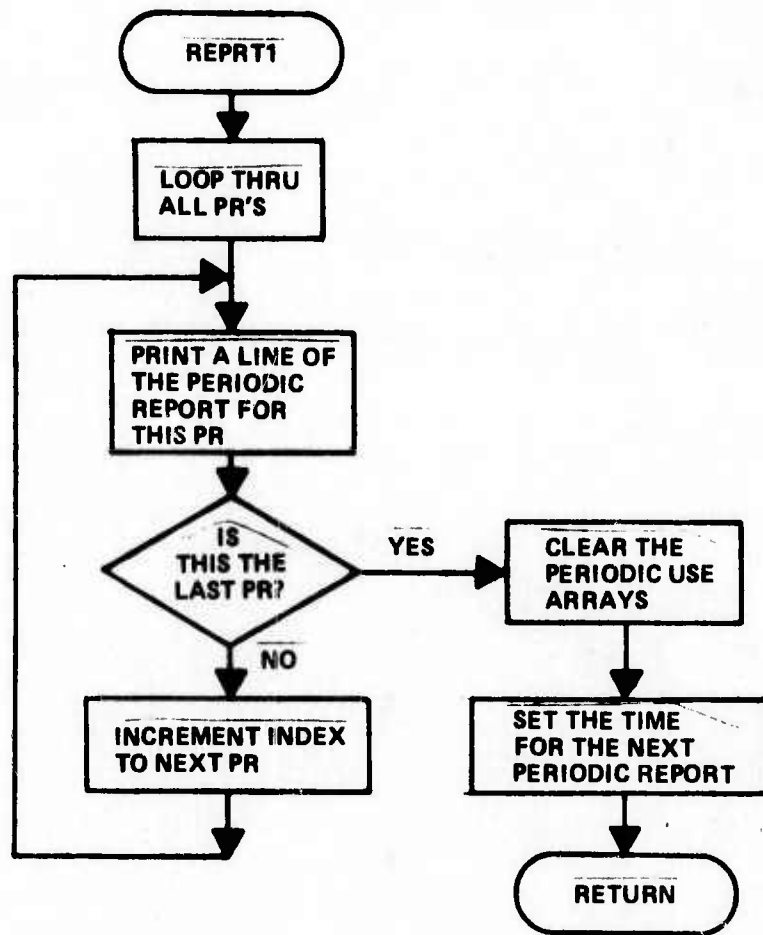 REPRT1
LOOP THRU
ALL PR'S
PRINT A LINE OF
THE PERIODIC
REPORT FOR
THIS PR
IS
THIS THE
LAST PR?
YES
NO
INCREMENT INDEX
TO NEXT PR
CLEAR THE
PERIODIC USE
ARRAYS
SET THE TIME
FOR THE NEXT
PERIODIC REPORT
RETURN